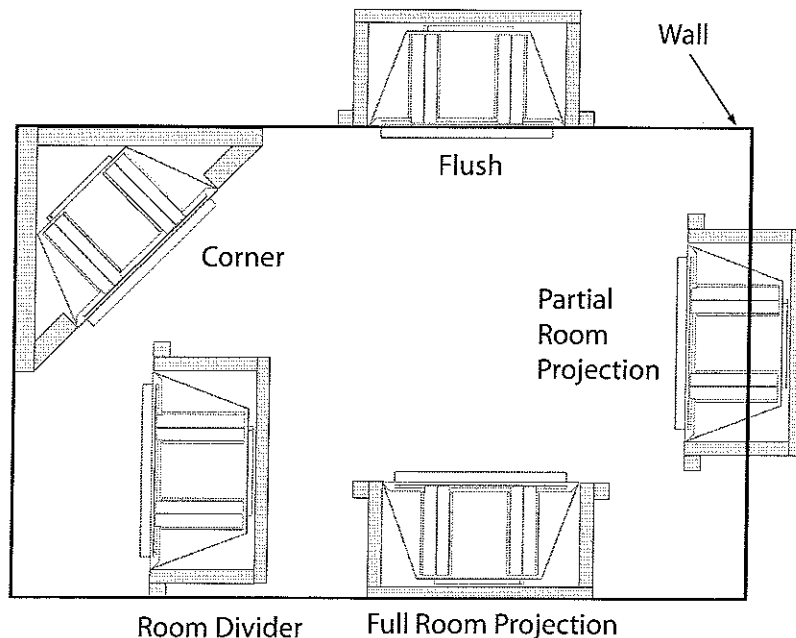 Wall
Flush
Corner
Partial
Room
Projection
Room Divider
Full Room Projection